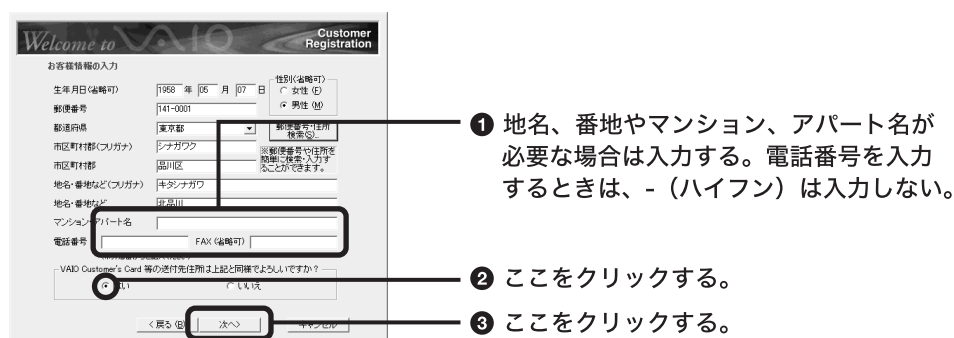 Welcome to VAIO
Customer
Registration
お客様情報の入力
生年月日(省略可) 1958 年 05 月 07 日
性別(省略可)
女性 (F)
男性 (M)
郵便番号 141-0001
都道府県 東京都
郵便番号・住所
検索(S)...
市区町村郡(フリガナ) シナガワク
※郵便番号や住所を
簡単に検索・入力す
ることができます。
市区町村郡 品川区
地名・番地など(フリガナ) キタシナガワ
地名・番地など 北品川
マンション・アパート名
電話番号 FAX (省略可)
VAIO Customer's Card 等の送付先住所は上記と同様でよろしいですか?
はい いいえ
<戻る (B) 次へ> キャンセル
❶ 地名、番地やマンション、アパート名が
必要な場合は入力する。電話番号を入力
するときは、-（ハイフン）は入力しない。
❷ ここをクリックする。
❸ ここをクリックする。